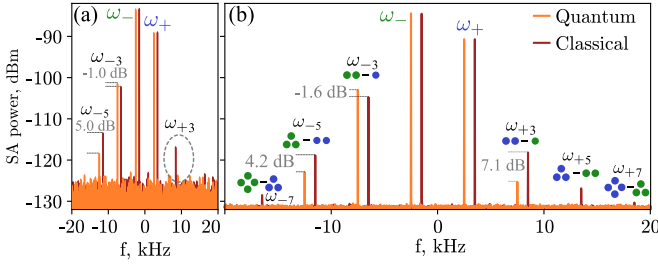 (a)
ω₋
ω₊
ω₋₃
-1.0 dB
ω₋₅
5.0 dB
ω₊₃
SA power, dBm
-80
-100
-120
-130
-20
-10
0
10
20
f, kHz
(b)
ω₋
ω₊
Quantum
Classical
ω₋₃
-1.6 dB
ω₋₅
4.2 dB
ω₋₇
ω₊₃
7.1 dB
ω₊₅
ω₊₇
-20
-10
0
10
20
f, kHz